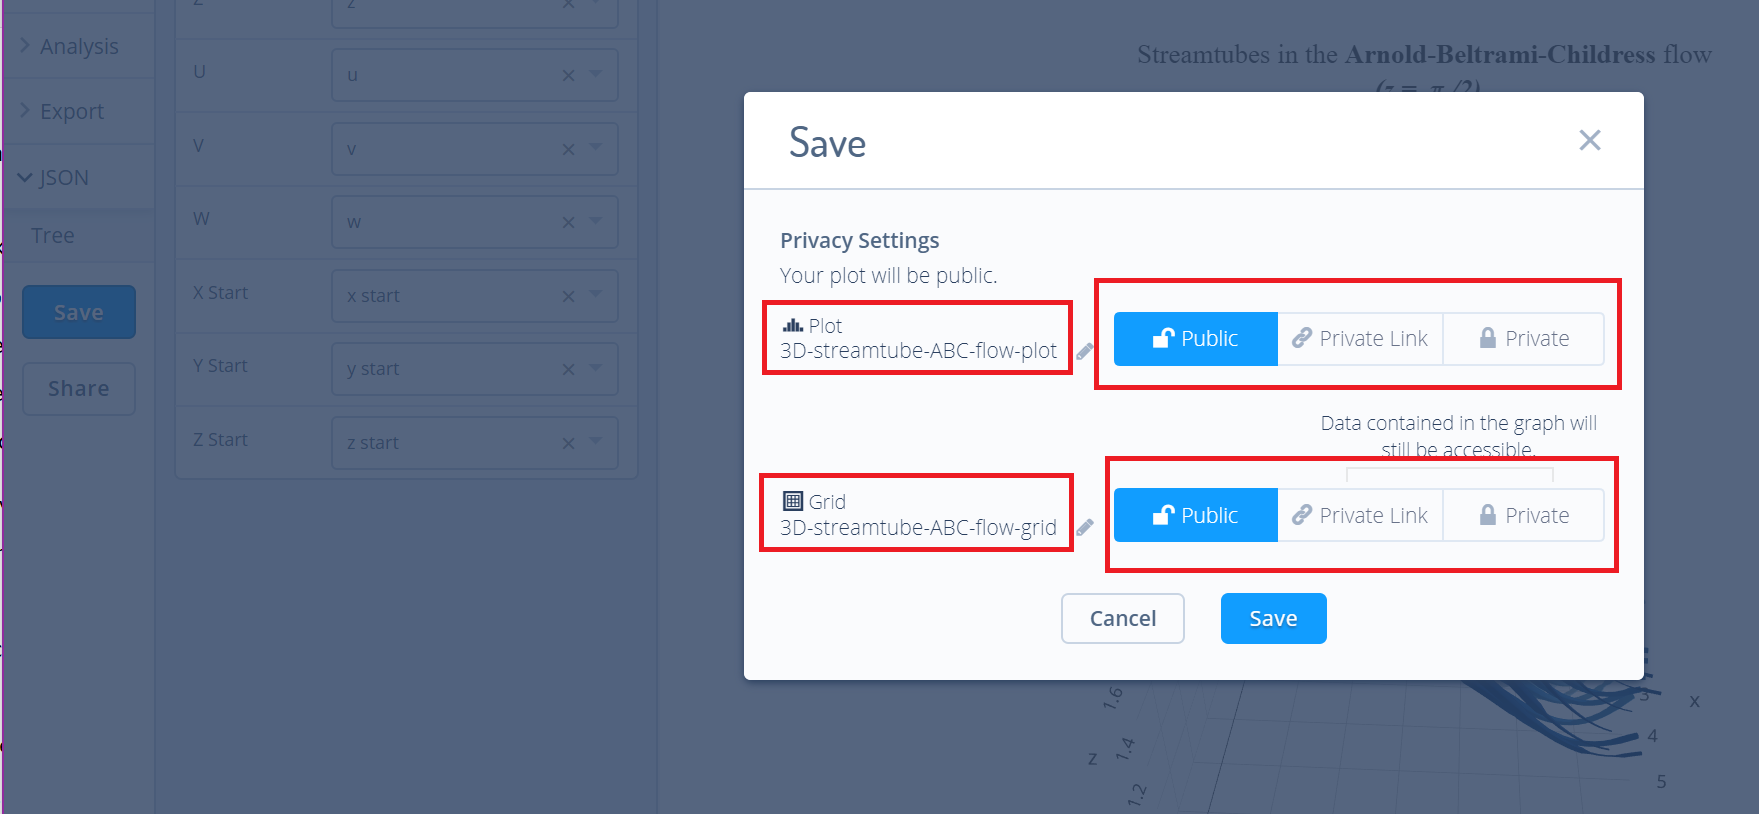 Analysis
Export
JSON
Tree
Save
Share
z
U u
V v
W w
X Start x start
Y Start y start
Z Start z start
Streamtubes in the Arnold-Beltrami-Childress flow
Save
Privacy Settings
Your plot will be public.
Plot
3D-streamtube-ABC-flow-plot
Public Private Link Private
Data contained in the graph will
still be accessible.
Grid
3D-streamtube-ABC-flow-grid
Public Private Link Private
Cancel Save
1.6
1.4
1.2
z
3
4
5
x